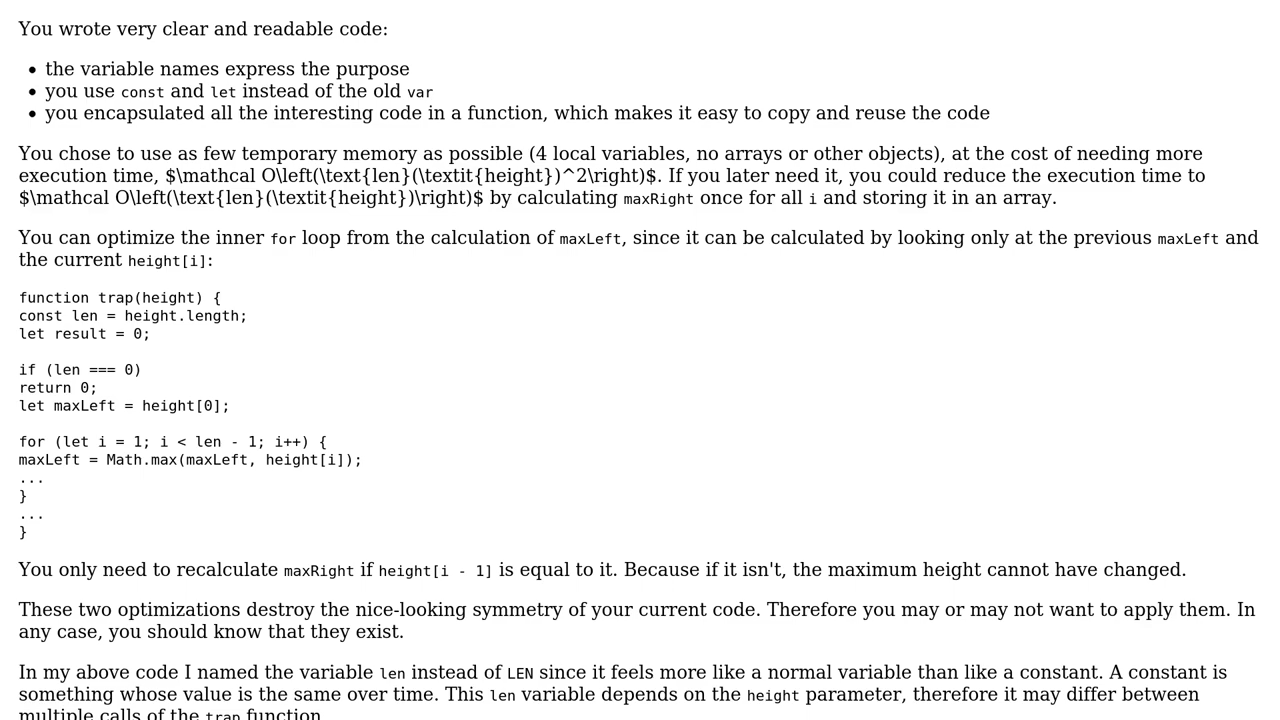 You wrote very clear and readable code:
• the variable names express the purpose
• you use const and let instead of the old var
• you encapsulated all the interesting code in a function, which makes it easy to copy and reuse the code
You chose to use as few temporary memory as possible (4 local variables, no arrays or other objects), at the cost of needing more
execution time, $\mathcal O\left(\text{len}(\textit{height})^2\right)$. If you later need it, you could reduce the execution time to
$\mathcal O\left(\text{len}(\textit{height})\right)$ by calculating maxRight once for all i and storing it in an array.
You can optimize the inner for loop from the calculation of maxLeft, since it can be calculated by looking only at the previous maxLeft and
the current height[i]:
function trap(height) {
const len = height.length;
let result = 0;
if (len === 0)
return 0;
let maxLeft = height[0];
for (let i = 1; i < len - 1; i++) {
maxLeft = Math.max(maxLeft, height[i]);
...
}
...
}
You only need to recalculate maxRight if height[i - 1] is equal to it. Because if it isn't, the maximum height cannot have changed.
These two optimizations destroy the nice-looking symmetry of your current code. Therefore you may or may not want to apply them. In
any case, you should know that they exist.
In my above code I named the variable len instead of LEN since it feels more like a normal variable than like a constant. A constant is
something whose value is the same over time. This len variable depends on the height parameter, therefore it may differ between
multiple calls of the trap function.